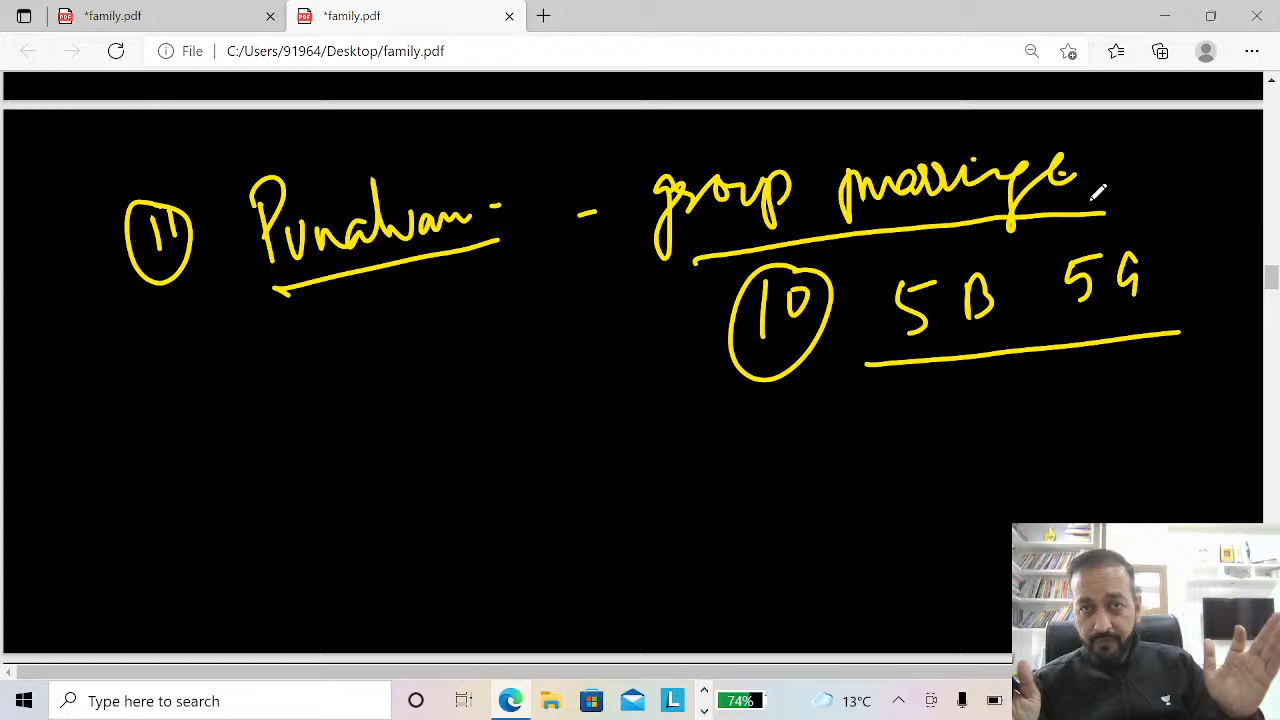 *family.pdf *family.pdf
File C:/Users/91964/Desktop/family.pdf
11 Punalwan - - group marriage
10 5 B 5 G
Type here to search 74% 13°C